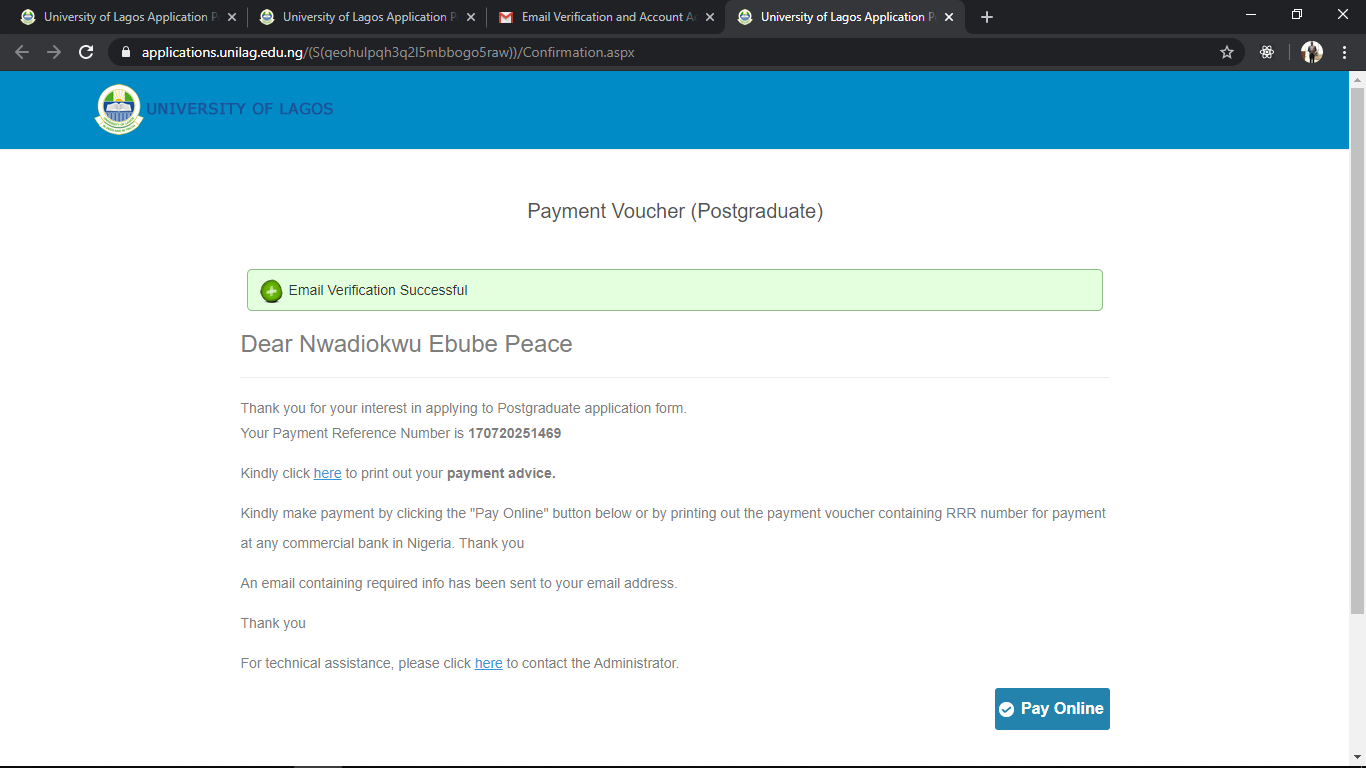 University of Lagos Application P
University of Lagos Application P
Email Verification and Account A
University of Lagos Application P
applications.unilag.edu.ng/(S(qeohulpqh3q2l5mbbogo5raw))/Confirmation.aspx
UNIVERSITY OF LAGOS
Payment Voucher (Postgraduate)
Email Verification Successful
Dear Nwadiokwu Ebube Peace
Thank you for your interest in applying to Postgraduate application form.
Your Payment Reference Number is 170720251469
Kindly click here to print out your payment advice.
Kindly make payment by clicking the "Pay Online" button below or by printing out the payment voucher containing RRR number for payment
at any commercial bank in Nigeria. Thank you
An email containing required info has been sent to your email address.
Thank you
For technical assistance, please click here to contact the Administrator.
Pay Online